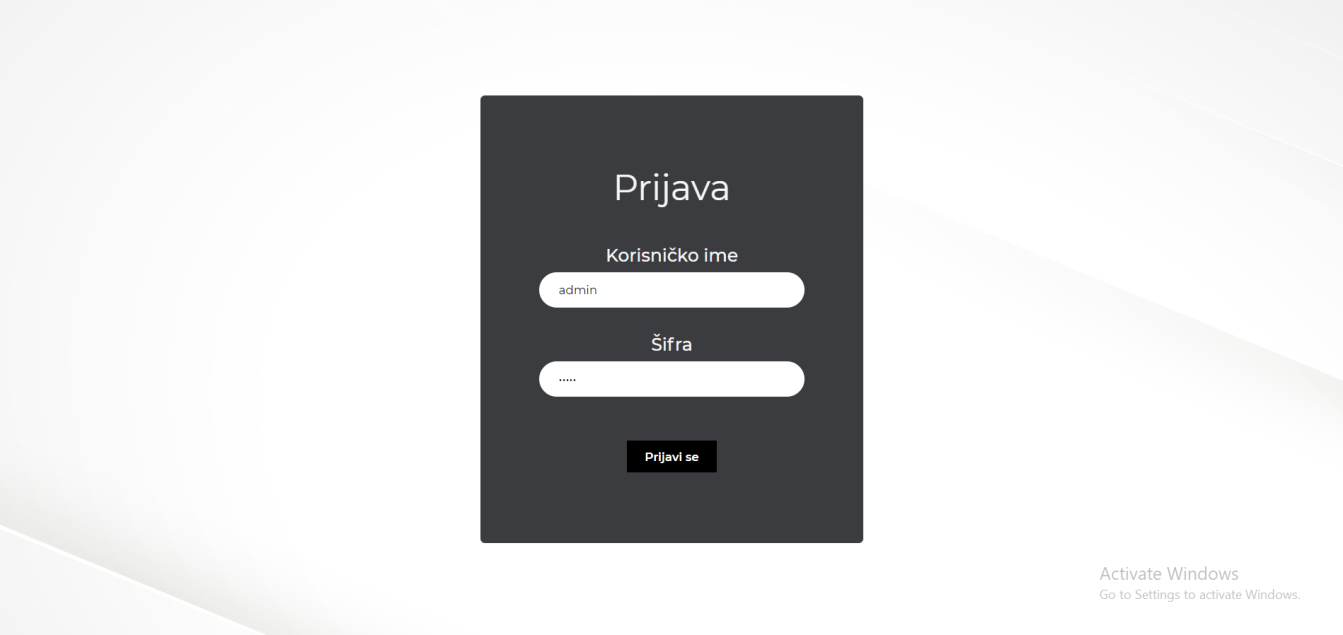 Prijava
Korisničko ime
admin
Šifra
•••••
Prijavi se
Activate Windows
Go to Settings to activate Windows.